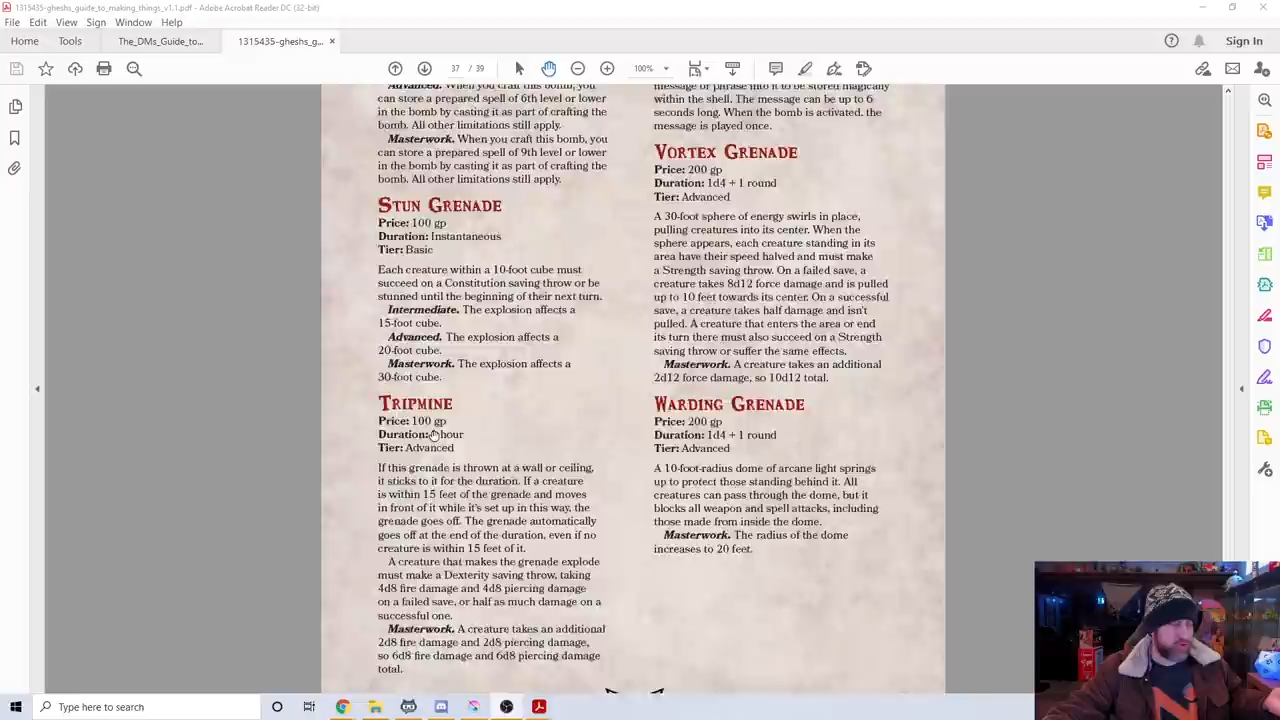 1315435-gheshs_guide_to_making_things_v1.1.pdf - Adobe Acrobat Reader DC (32-bit)
File Edit View Sign Window Help
Home Tools The_DMs_Guide_to... 1315435-gheshs_g... × Sign In
37 / 39 100%
Advanced. When you craft this bomb, you
can store a prepared spell of 6th level or lower
in the bomb by casting it as part of crafting the
bomb. All other limitations still apply.
Masterwork. When you craft this bomb, you
can store a prepared spell of 9th level or lower
in the bomb by casting it as part of crafting the
bomb. All other limitations still apply.
Stun Grenade
Price: 100 gp
Duration: Instantaneous
Tier: Basic
Each creature within a 10-foot cube must
succeed on a Constitution saving throw or be
stunned until the beginning of their next turn.
Intermediate. The explosion affects a
15-foot cube.
Advanced. The explosion affects a
20-foot cube.
Masterwork. The explosion affects a
30-foot cube.
Tripmine
Price: 100 gp
Duration: hour
Tier: Advanced
If this grenade is thrown at a wall or ceiling,
it sticks to it for the duration. If a creature
is within 15 feet of the grenade and moves
in front of it while it's set up in this way, the
grenade goes off. The grenade automatically
goes off at the end of the duration, even if no
creature is within 15 feet of it.
A creature that makes the grenade explode
must make a Dexterity saving throw, taking
4d8 fire damage and 4d8 piercing damage
on a failed save, or half as much damage on a
successful one.
Masterwork. A creature takes an additional
2d8 fire damage and 2d8 piercing damage,
so 6d8 fire damage and 6d8 piercing damage
total.
message or phrase into it to be stored magically
within the shell. The message can be up to 6
seconds long. When the bomb is activated, the
message is played once.
Vortex Grenade
Price: 200 gp
Duration: 1d4 + 1 round
Tier: Advanced
A 30-foot sphere of energy swirls in place,
pulling creatures into its center. When the
sphere appears, each creature standing in its
area have their speed halved and must make
a Strength saving throw. On a failed save, a
creature takes 8d12 force damage and is pulled
up to 10 feet towards its center. On a successful
save, a creature takes half damage and isn't
pulled. A creature that enters the area or end
its turn there must also succeed on a Strength
saving throw or suffer the same effects.
Masterwork. A creature takes an additional
2d12 force damage, so 10d12 total.
Warding Grenade
Price: 200 gp
Duration: 1d4 + 1 round
Tier: Advanced
A 10-foot-radius dome of arcane light springs
up to protect those standing behind it. All
creatures can pass through the dome, but it
blocks all weapon and spell attacks, including
those made from inside the dome.
Masterwork. The radius of the dome
increases to 20 feet.
Type here to search